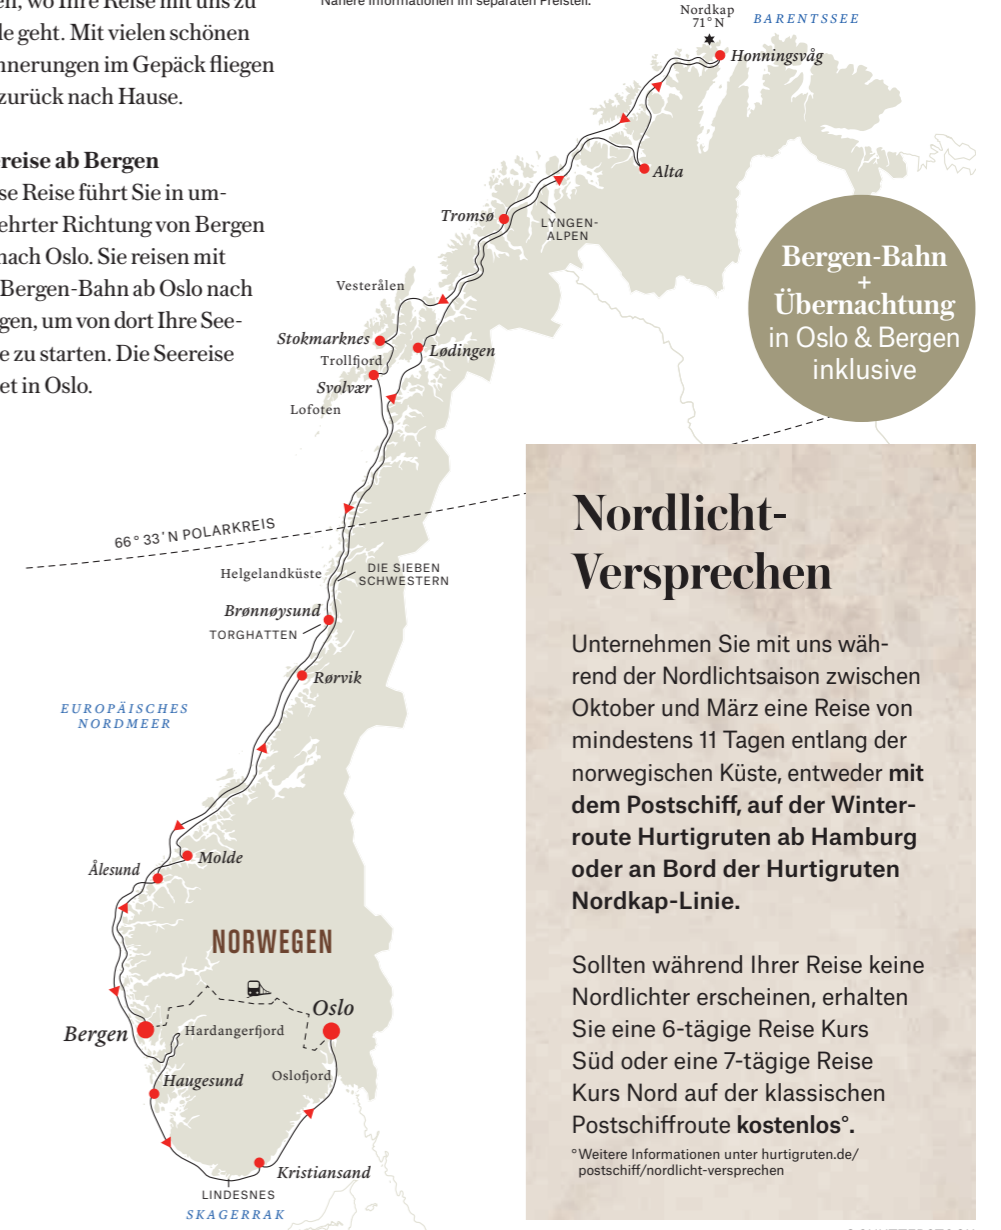 wo Ihre Reise mit uns zu
geht. Mit vielen schönen
im Gepäck fliegen
zurück nach Hause.
ab Bergen
Reise führt Sie in um-
Richtung von Bergen
nach Oslo. Sie reisen mit
Bergen-Bahn ab Oslo nach
um von dort Ihre See-
zu starten. Die Seereise
in Oslo.
Nähere Informationen im separaten Freisteil.
Nordkap
71° N
BARENTSSEE
Honningsvåg
Alta
Tromsø
LYNGEN-
ALPEN
Vesterålen
Stokmarknes
Trollfjord
Lødingen
Svolvær
Lofoten
66° 33´ N POLARKREIS
Helgelandküste
DIE SIEBEN
SCHWESTERN
Brønnøysund
TORGHATTEN
Rørvik
EUROPÄISCHES
NORDMEER
Molde
Ålesund
NORWEGEN
Oslo
Bergen
Hardangerfjord
Oslofjord
Haugesund
Kristiansand
LINDESNES
SKAGERRAK
Bergen-Bahn
+
Übernachtung
in Oslo & Bergen
inklusive
Nordlicht-
Versprechen
Unternehmen Sie mit uns wäh-
rend der Nordlichtsaison zwischen
Oktober und März eine Reise von
mindestens 11 Tagen entlang der
norwegischen Küste, entweder mit
dem Postschiff, auf der Winter-
route Hurtigruten ab Hamburg
oder an Bord der Hurtigruten
Nordkap-Linie.
Sollten während Ihrer Reise keine
Nordlichter erscheinen, erhalten
Sie eine 6-tägige Reise Kurs
Süd oder eine 7-tägige Reise
Kurs Nord auf der klassischen
Postschiffroute kostenlos°.
°Weitere Informationen unter hurtigruten.de/
postschiff/nordlicht-versprechen